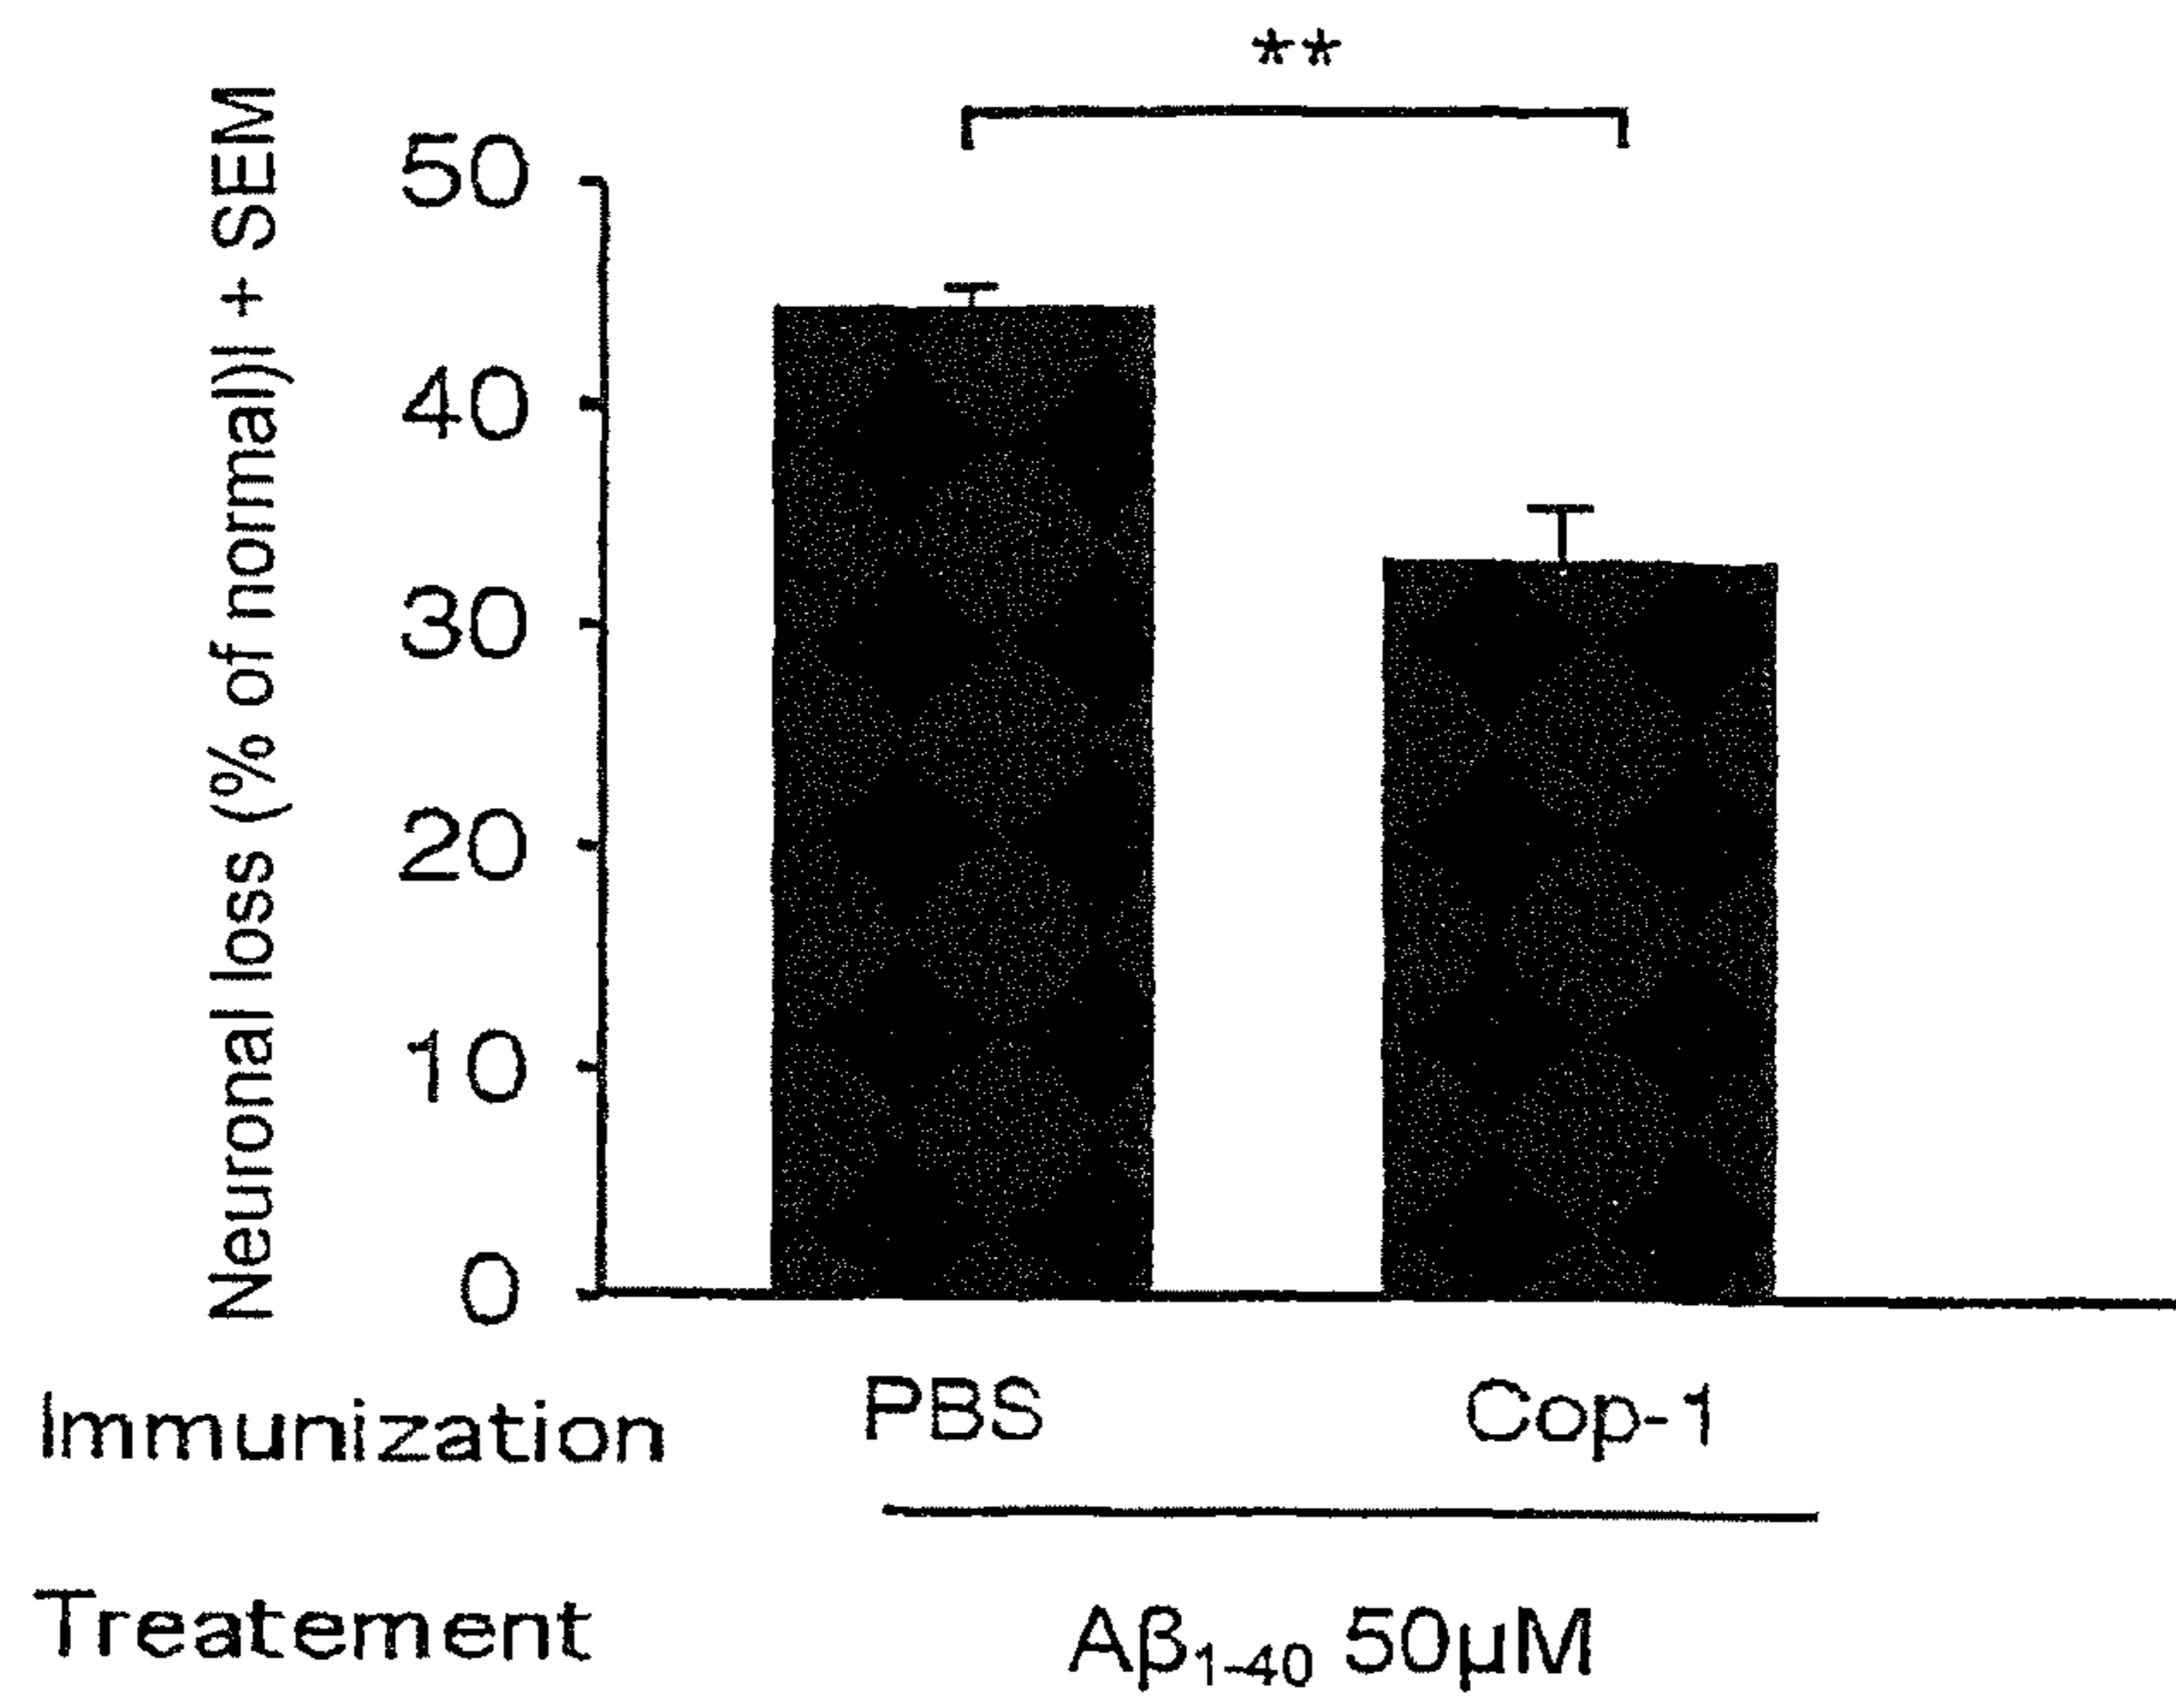 **
Neuronal loss (% of normal)l + SEM
50
40
30
20
10
0
Immunization PBS Cop-1
Treatement Aβ1-40 50µM